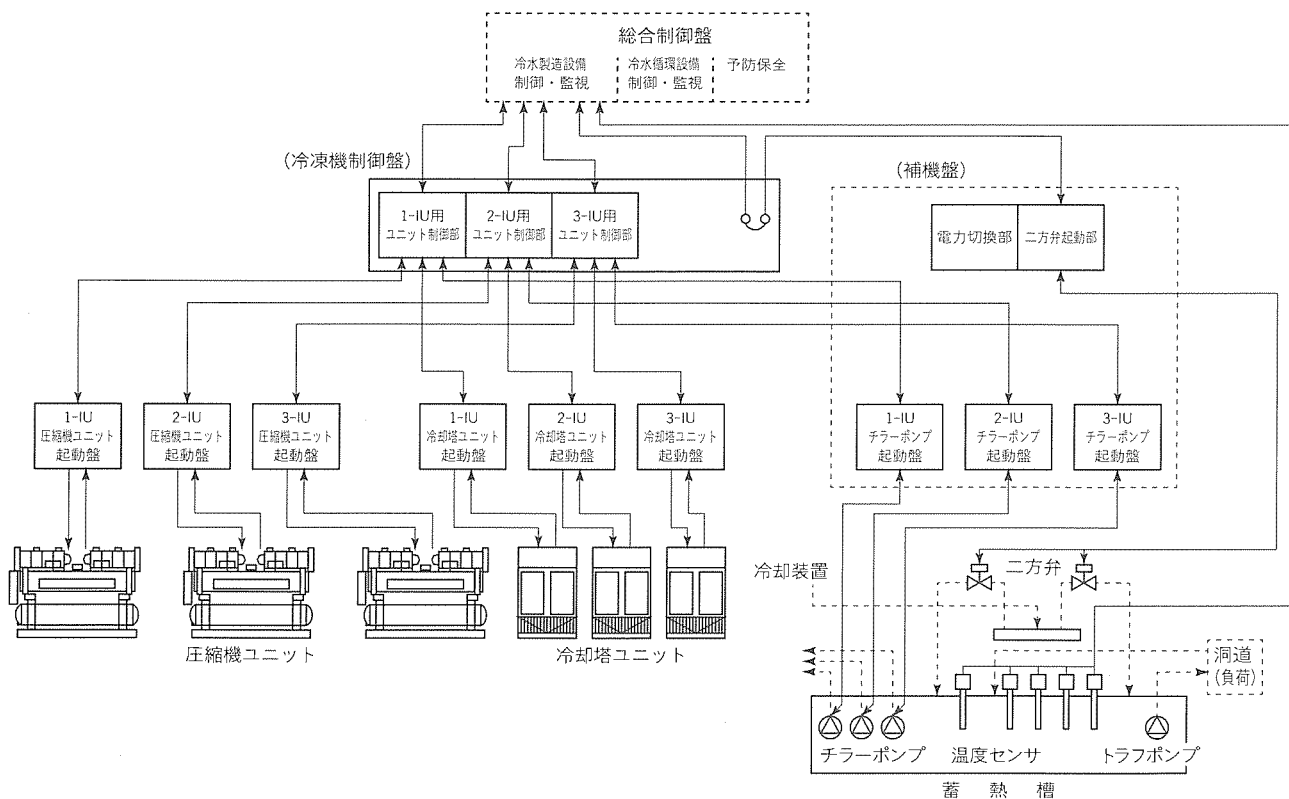 総合制御盤
冷水製造設備
制御・監視
冷水循環設備
制御・監視
予防保全
(冷凍機制御盤)
1-IU用
ユニット制御部
2-IU用
ユニット制御部
3-IU用
ユニット制御部
(補機盤)
電力切換部
二方弁起動部
1-IU
圧縮機ユニット
起動盤
2-IU
圧縮機ユニット
起動盤
3-IU
圧縮機ユニット
起動盤
1-IU
冷却塔ユニット
起動盤
2-IU
冷却塔ユニット
起動盤
3-IU
冷却塔ユニット
起動盤
1-IU
チラーポンプ
起動盤
2-IU
チラーポンプ
起動盤
3-IU
チラーポンプ
起動盤
圧縮機ユニット
冷却塔ユニット
冷却装置
二方弁
洞道
(負荷)
チラーポンプ
温度センサ
トラフポンプ
蓄熱槽